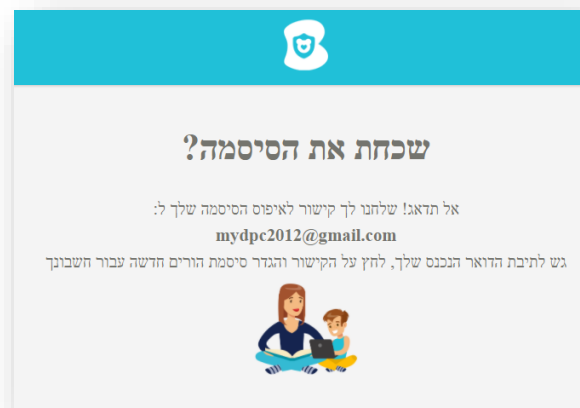 שכחת את הסיסמה?
אל תדאג! שלחנו לך קישור לאיפוס הסיסמה שלך ל:
mydpc2012@gmail.com
גש לתיבת הדואר הנכנס שלך, לחץ על הקישור והגדר סיסמת הורים חדשה עבור חשבונך